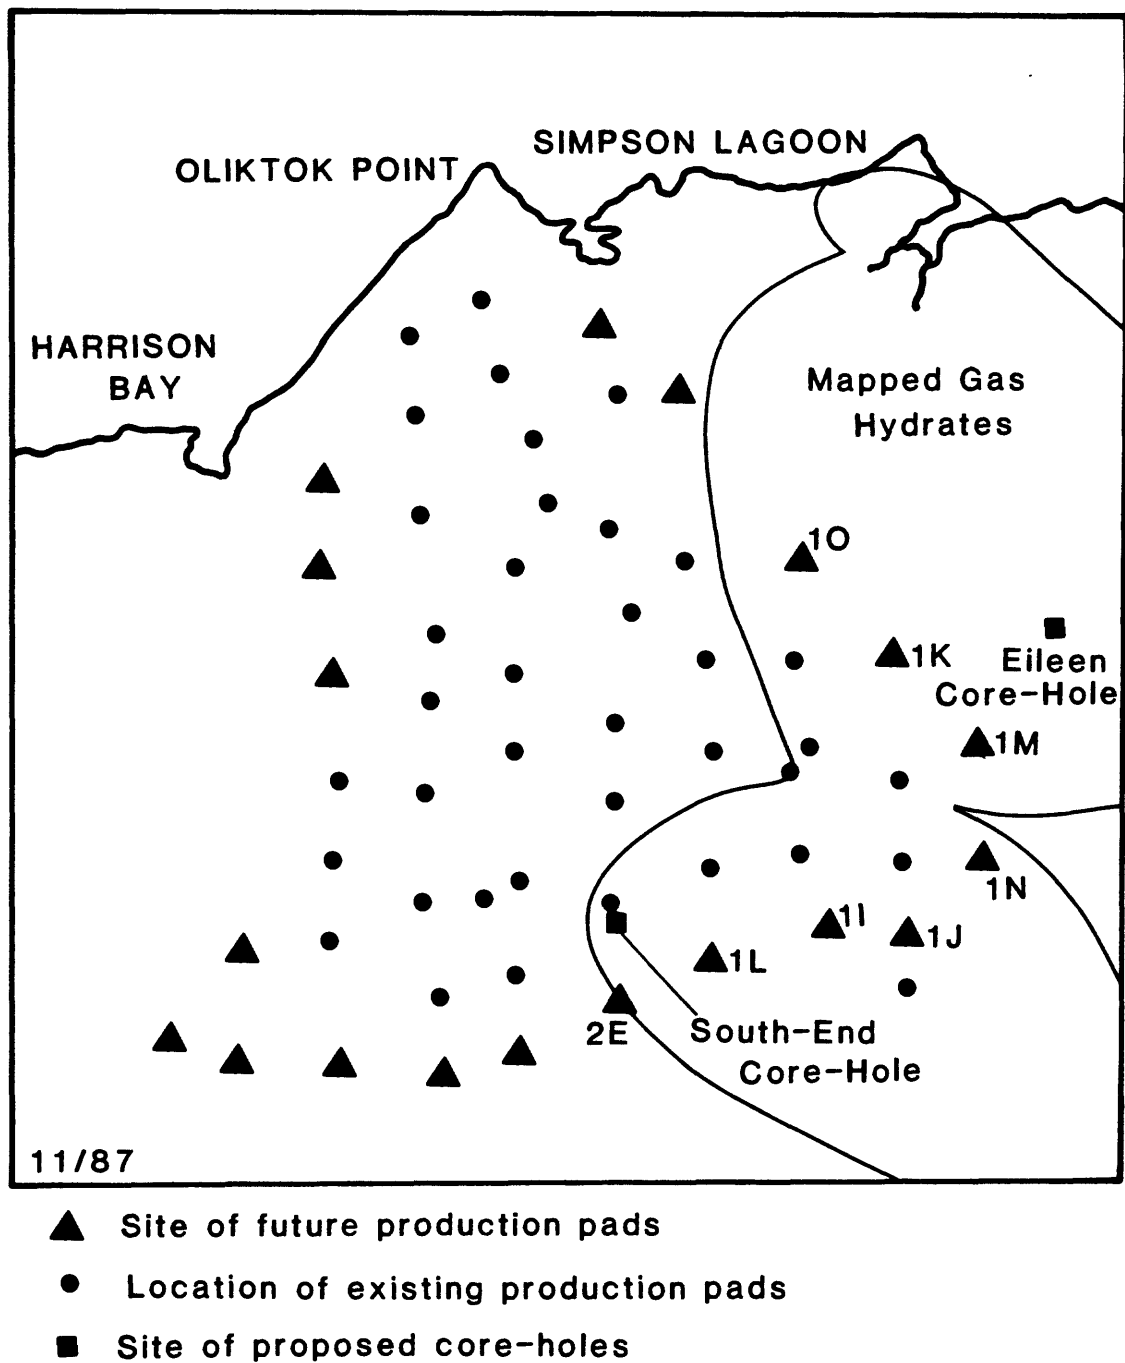 SIMPSON LAGOON
OLIKTOK POINT
HARRISON
BAY
Mapped Gas
Hydrates
1O
1K
Eileen
Core-Hole
1M
1N
1I
1J
1L
2E
South-End
Core-Hole
11/87
Site of future production pads
Location of existing production pads
Site of proposed core-holes